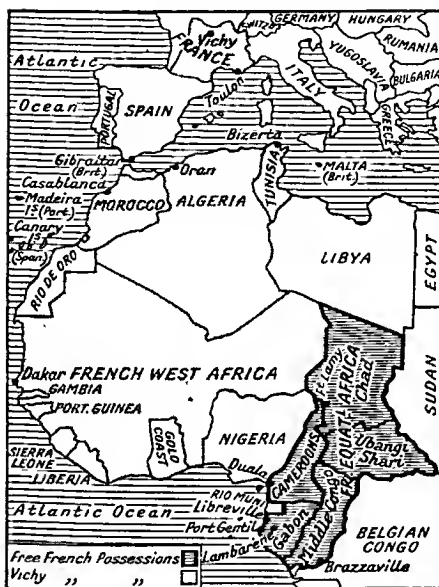 SWITZ.
GERMANY
HUNGARY
Vichy
FRANCE
RUMANIA
YUGOSLAVIA
BULGARIA
Atlantic
Ocean
ITALY
GREECE
PORTUGAL
SPAIN
Toulon
Bizerta
Gibraltar
(Brit.)
Oran
MALTA
(Brit.)
Casablanca
Madeira
Is (Port.)
MOROCCO
ALGERIA
TUNISIA
Canary
Is
(Span.)
RIO DE ORO
LIBYA
EGYPT
Dakar
FRENCH WEST AFRICA
GAMBIA
PORT. GUINEA
Ft Lamy
EQUATL AFRICA
Chad
SUDAN
SIERRA
LEONE
LIBERIA
GOLD
COAST
NIGERIA
Duala
CAMEROONS
FR.
Ubangi
Shari
RIO MUNI
Libreville
Port Gentil
Lambarene
Gabon
Middle Congo
Atlantic Ocean
BELGIAN
CONGO
Brazzaville
Free French Possessions
Vichy " "